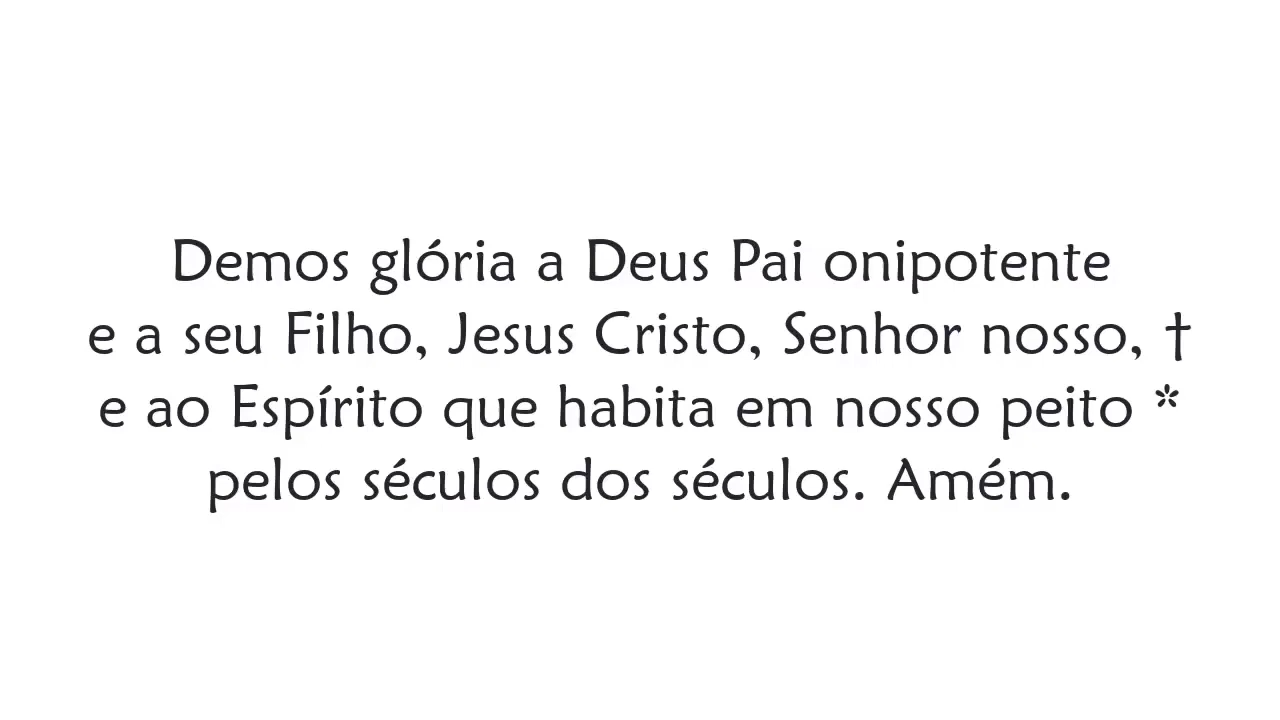 Demos glória a Deus Pai onipotente
e a seu Filho, Jesus Cristo, Senhor nosso, †
e ao Espírito que habita em nosso peito *
pelos séculos dos séculos. Amém.